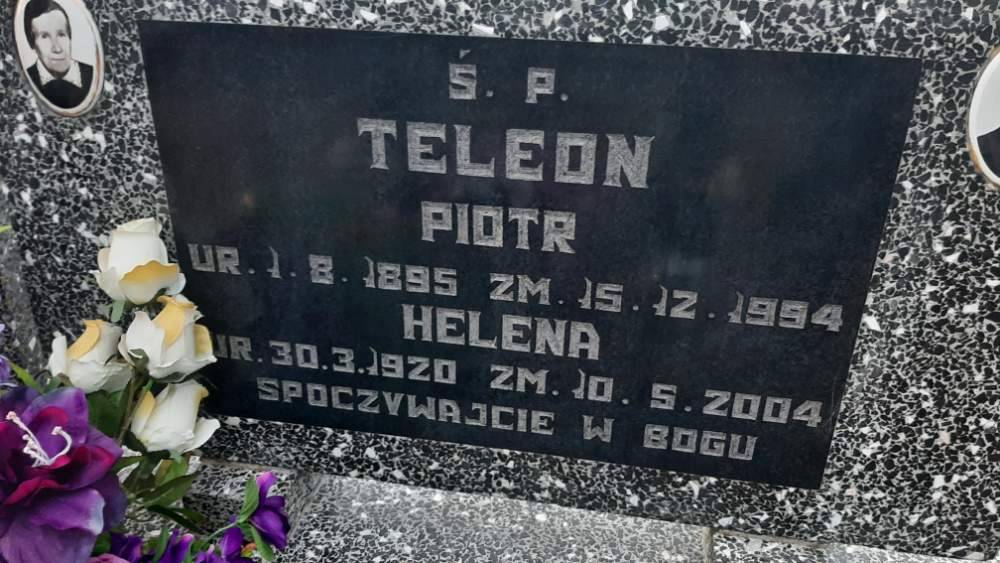 Ś. P.
TELEON
PIOTR
UR. 1. 8. 1895 ZM. 15. 12. 1954
HELENA
UR. 30. 3. 1920 ZM. 10. 5. 2004
SPOCZYWAJCIE W BOGU